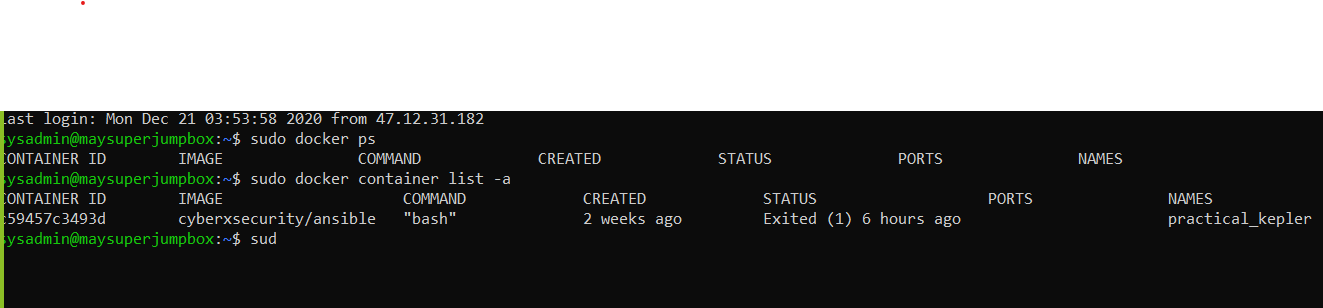 Last login: Mon Dec 21 03:53:58 2020 from 47.12.31.182
sysadmin@maysuperjumpbox:~$ sudo docker ps
CONTAINER ID IMAGE COMMAND CREATED STATUS PORTS NAMES
sysadmin@maysuperjumpbox:~$ sudo docker container list -a
CONTAINER ID IMAGE COMMAND CREATED STATUS PORTS NAMES
c59457c3493d cyberxsecurity/ansible "bash" 2 weeks ago Exited (1) 6 hours ago practical_kepler
sysadmin@maysuperjumpbox:~$ sud